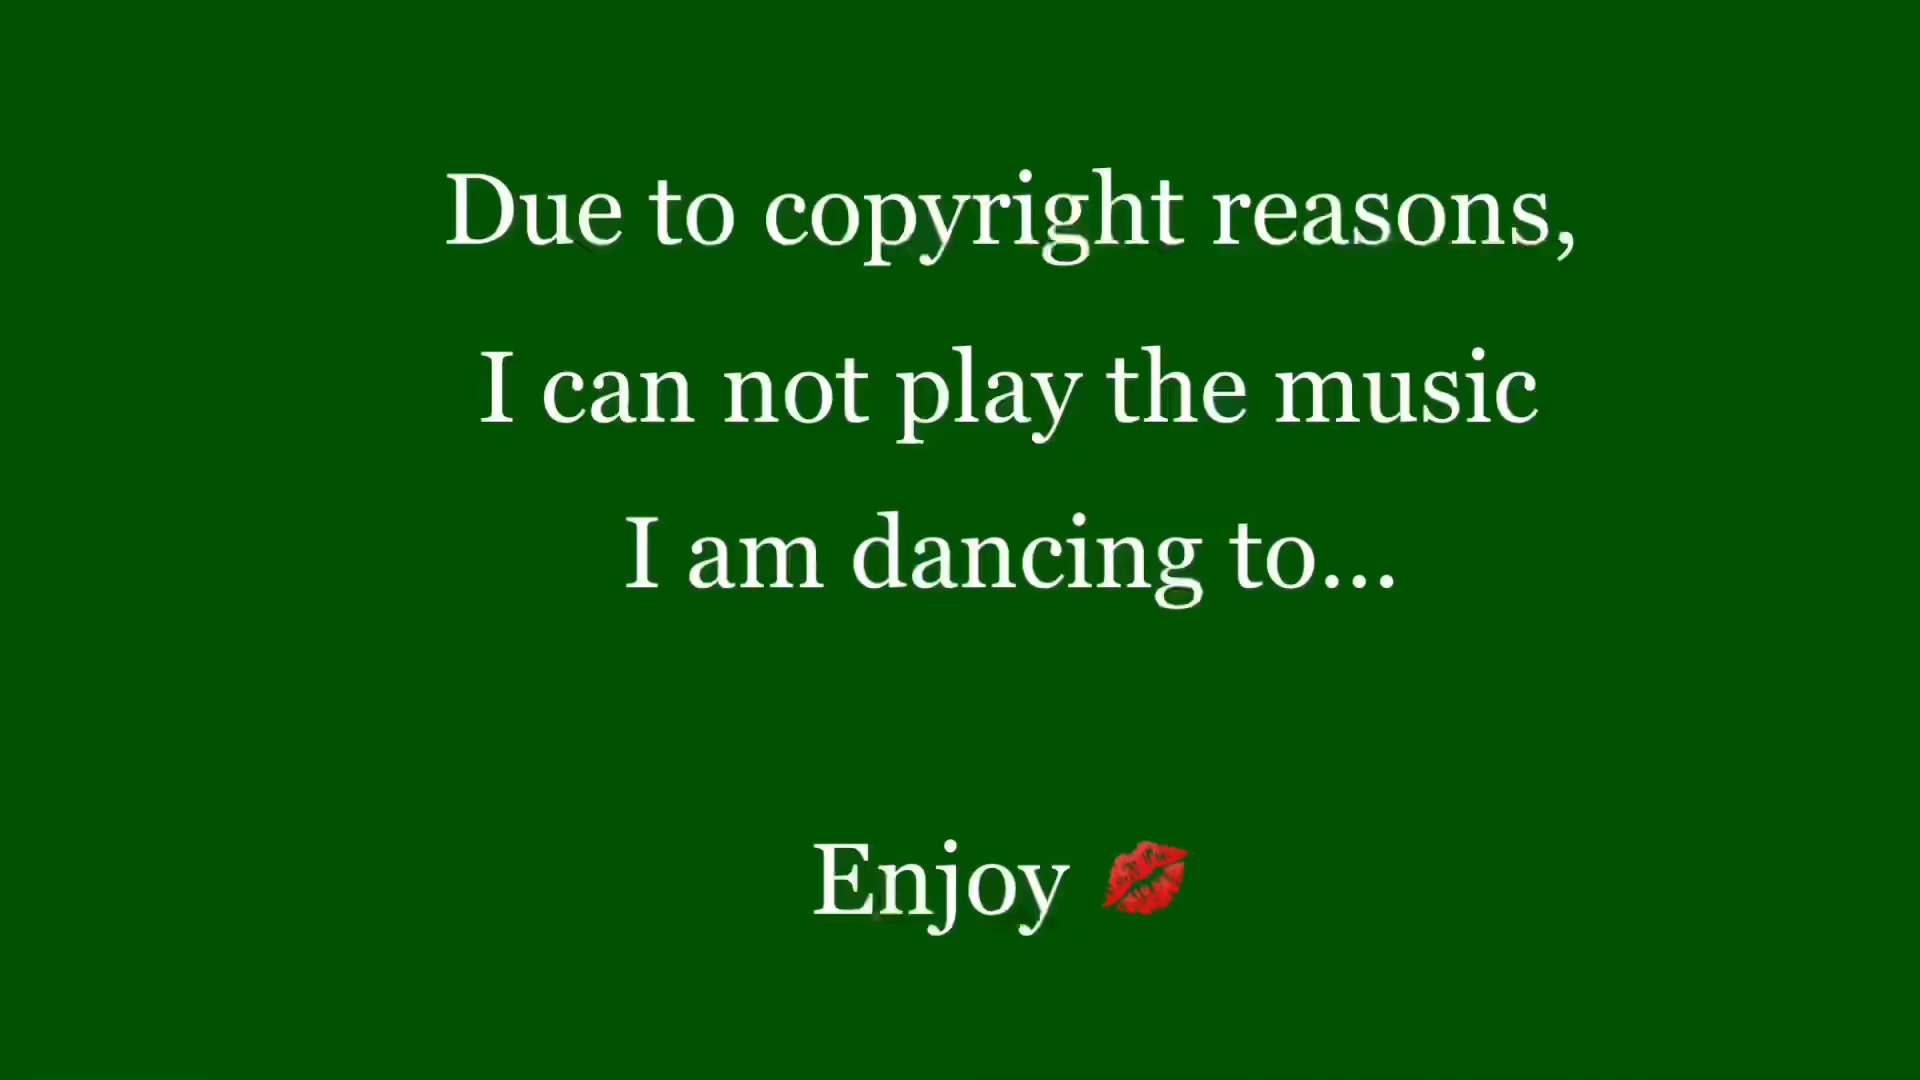 Due to copyright reasons,
I can not play the music
I am dancing to...
Enjoy 💋